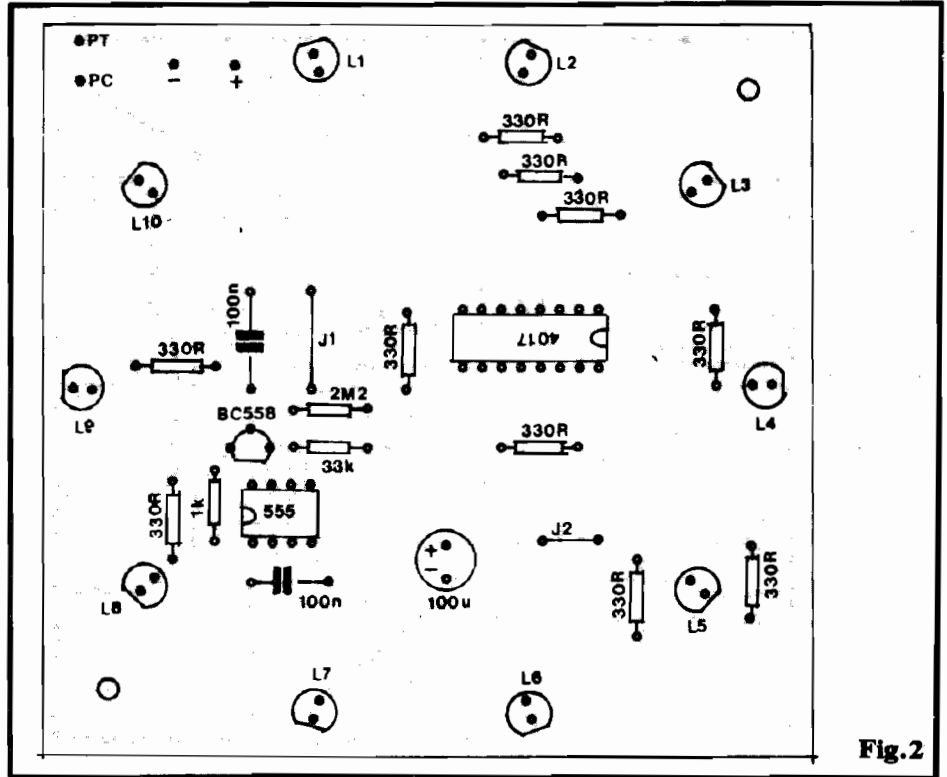 PT
L1
L2
PC
-
+
330R
330R
L3
L10
330R
100n
J1
330R
4017
330R
330R
2M2
L9
BC558
L4
330R
33k
330R
1k
555
J2
+
-
L8
100n
100u
330R
L5
330R
L7
L6
Fig.2